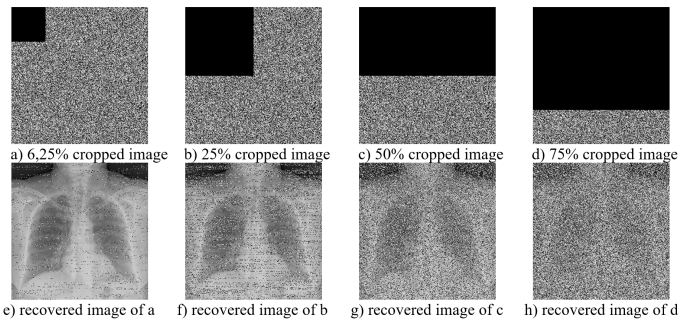 a) 6,25% cropped image
b) 25% cropped image
c) 50% cropped image
d) 75% cropped image
e) recovered image of a
f) recovered image of b
g) recovered image of c
h) recovered image of d